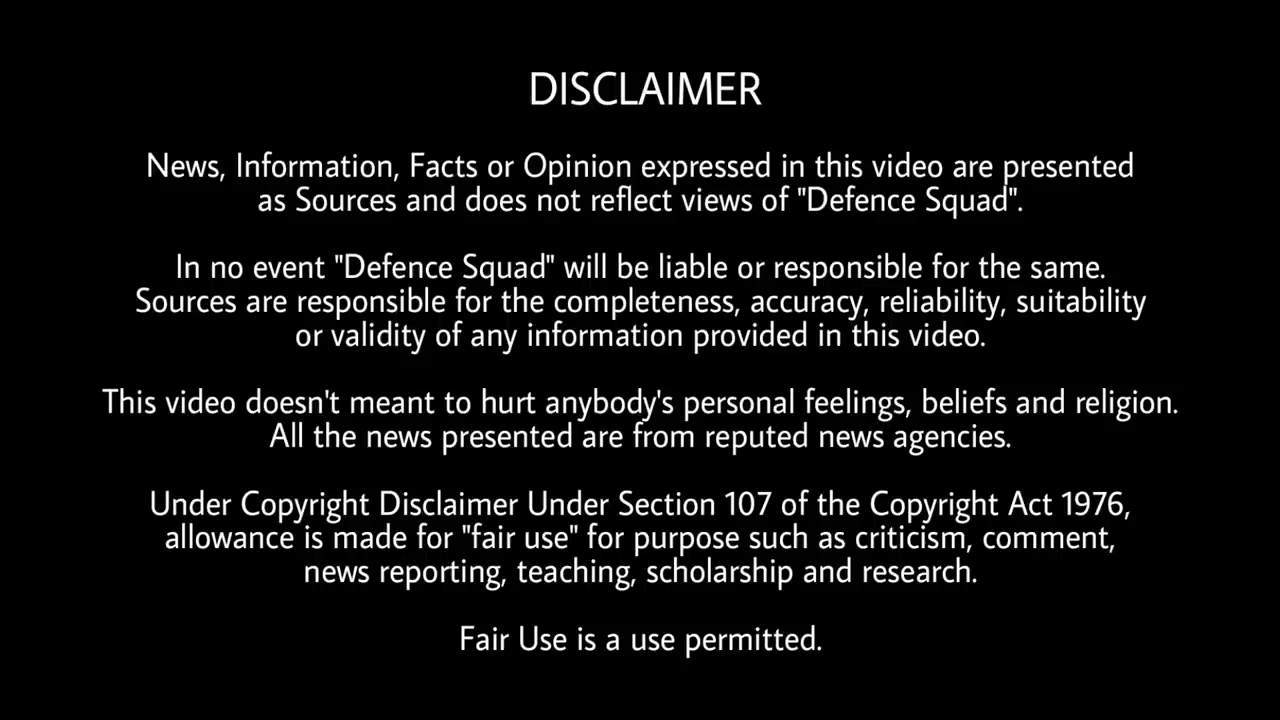 DISCLAIMER
News, Information, Facts or Opinion expressed in this video are presented
as Sources and does not reflect views of "Defence Squad".
In no event "Defence Squad" will be liable or responsible for the same.
Sources are responsible for the completeness, accuracy, reliability, suitability
or validity of any information provided in this video.
This video doesn't meant to hurt anybody's personal feelings, beliefs and religion.
All the news presented are from reputed news agencies.
Under Copyright Disclaimer Under Section 107 of the Copyright Act 1976,
allowance is made for "fair use" for purpose such as criticism, comment,
news reporting, teaching, scholarship and research.
Fair Use is a use permitted.